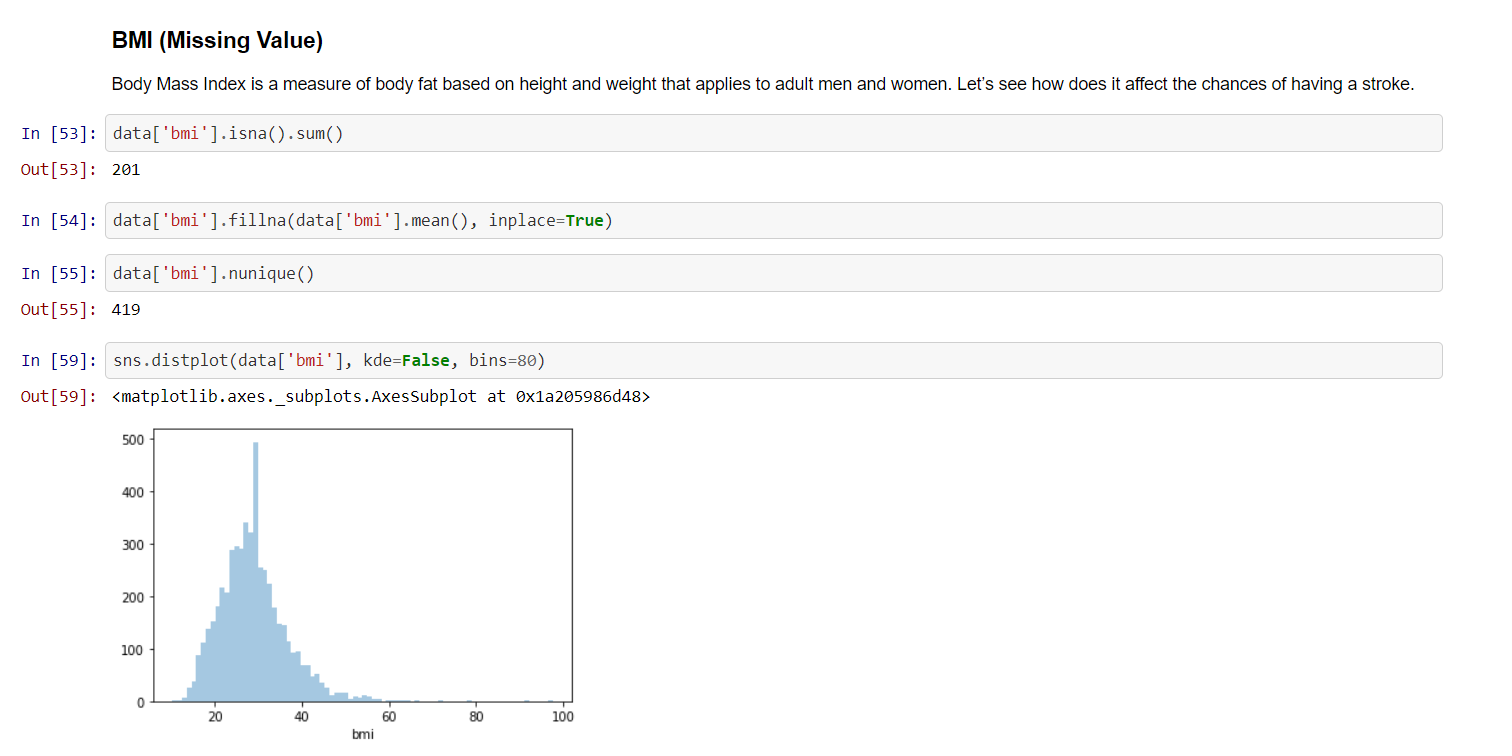 BMI (Missing Value)
Body Mass Index is a measure of body fat based on height and weight that applies to adult men and women. Let’s see how does it affect the chances of having a stroke.
In [53]: data['bmi'].isna().sum()
Out[53]: 201
In [54]: data['bmi'].fillna(data['bmi'].mean(), inplace=True)
In [55]: data['bmi'].nunique()
Out[55]: 419
In [59]: sns.distplot(data['bmi'], kde=False, bins=80)
Out[59]: <matplotlib.axes._subplots.AxesSubplot at 0x1a205986d48>
500
400
300
200
100
0
20 40 60 80 100
bmi